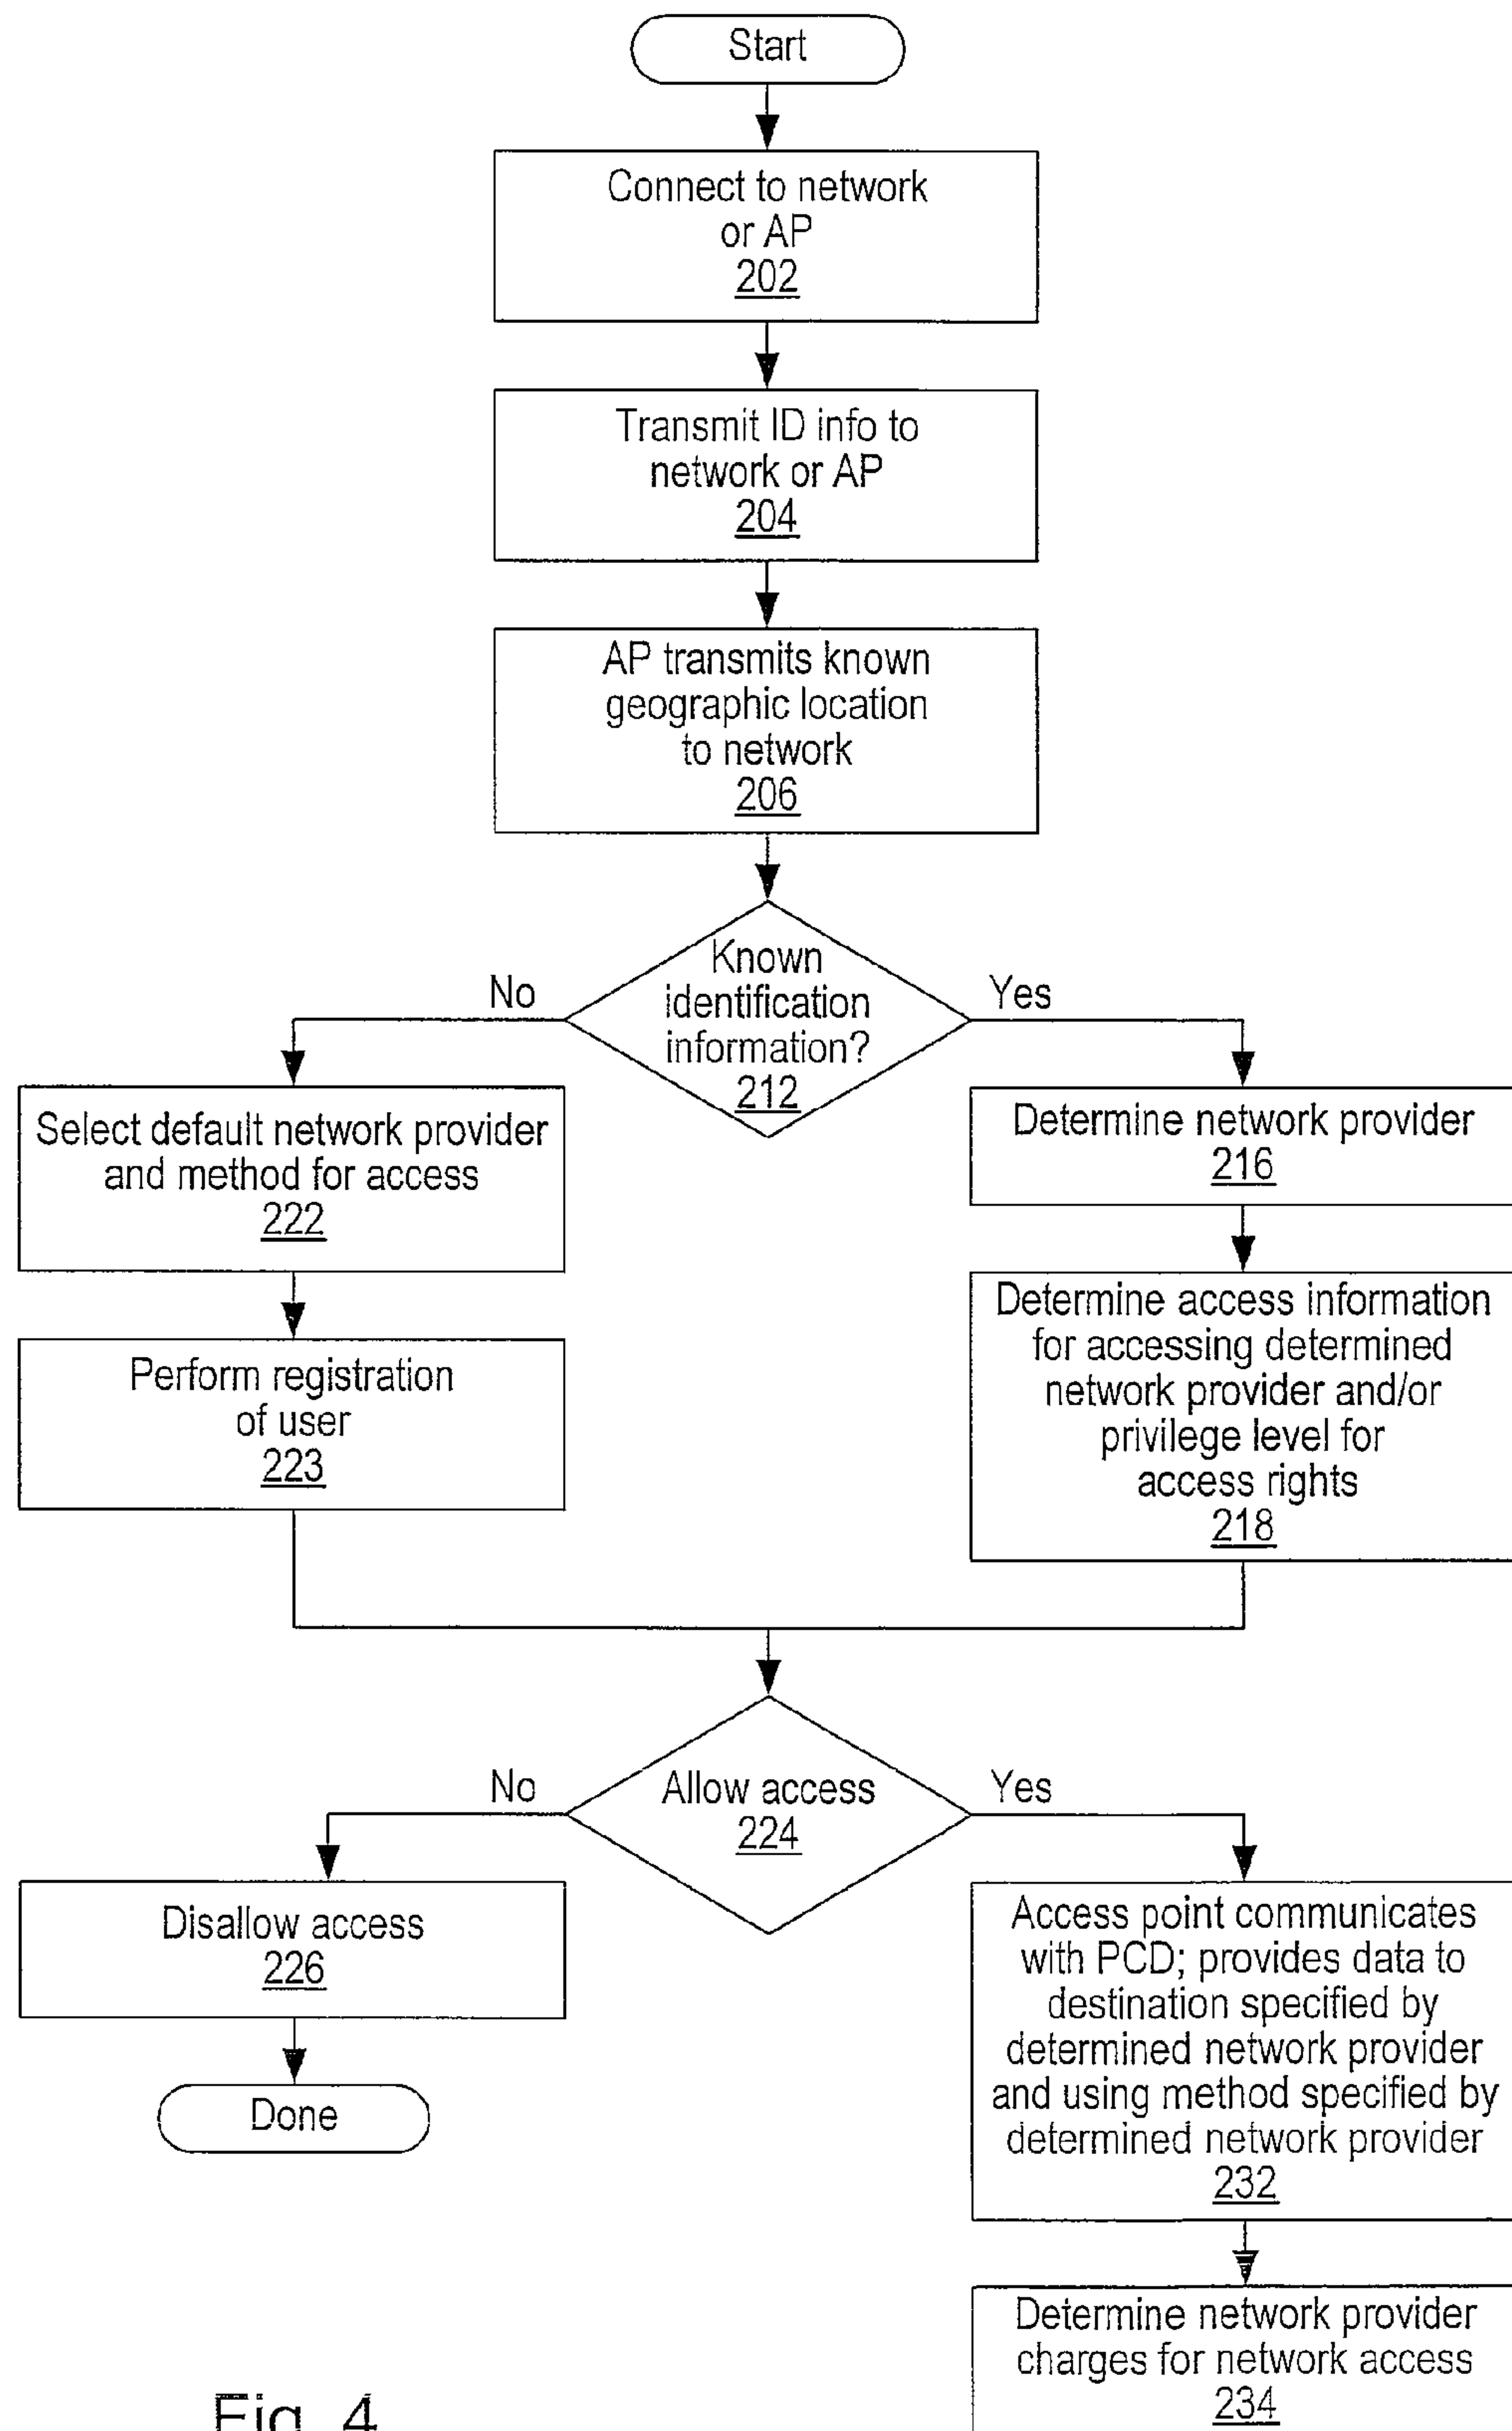 Start
Connect to network
or AP
202
Transmit ID info to
network or AP
204
AP transmits known
geographic location
to network
206
Known
identification
information?
212
No
Yes
Select default network provider
and method for access
222
Perform registration
of user
223
Determine network provider
216
Determine access information
for accessing determined
network provider and/or
privilege level for
access rights
218
Allow access
224
No
Yes
Disallow access
226
Done
Access point communicates
with PCD; provides data to
destination specified by
determined network provider
and using method specified by
determined network provider
232
Determine network provider
charges for network access
234
Fig. 4